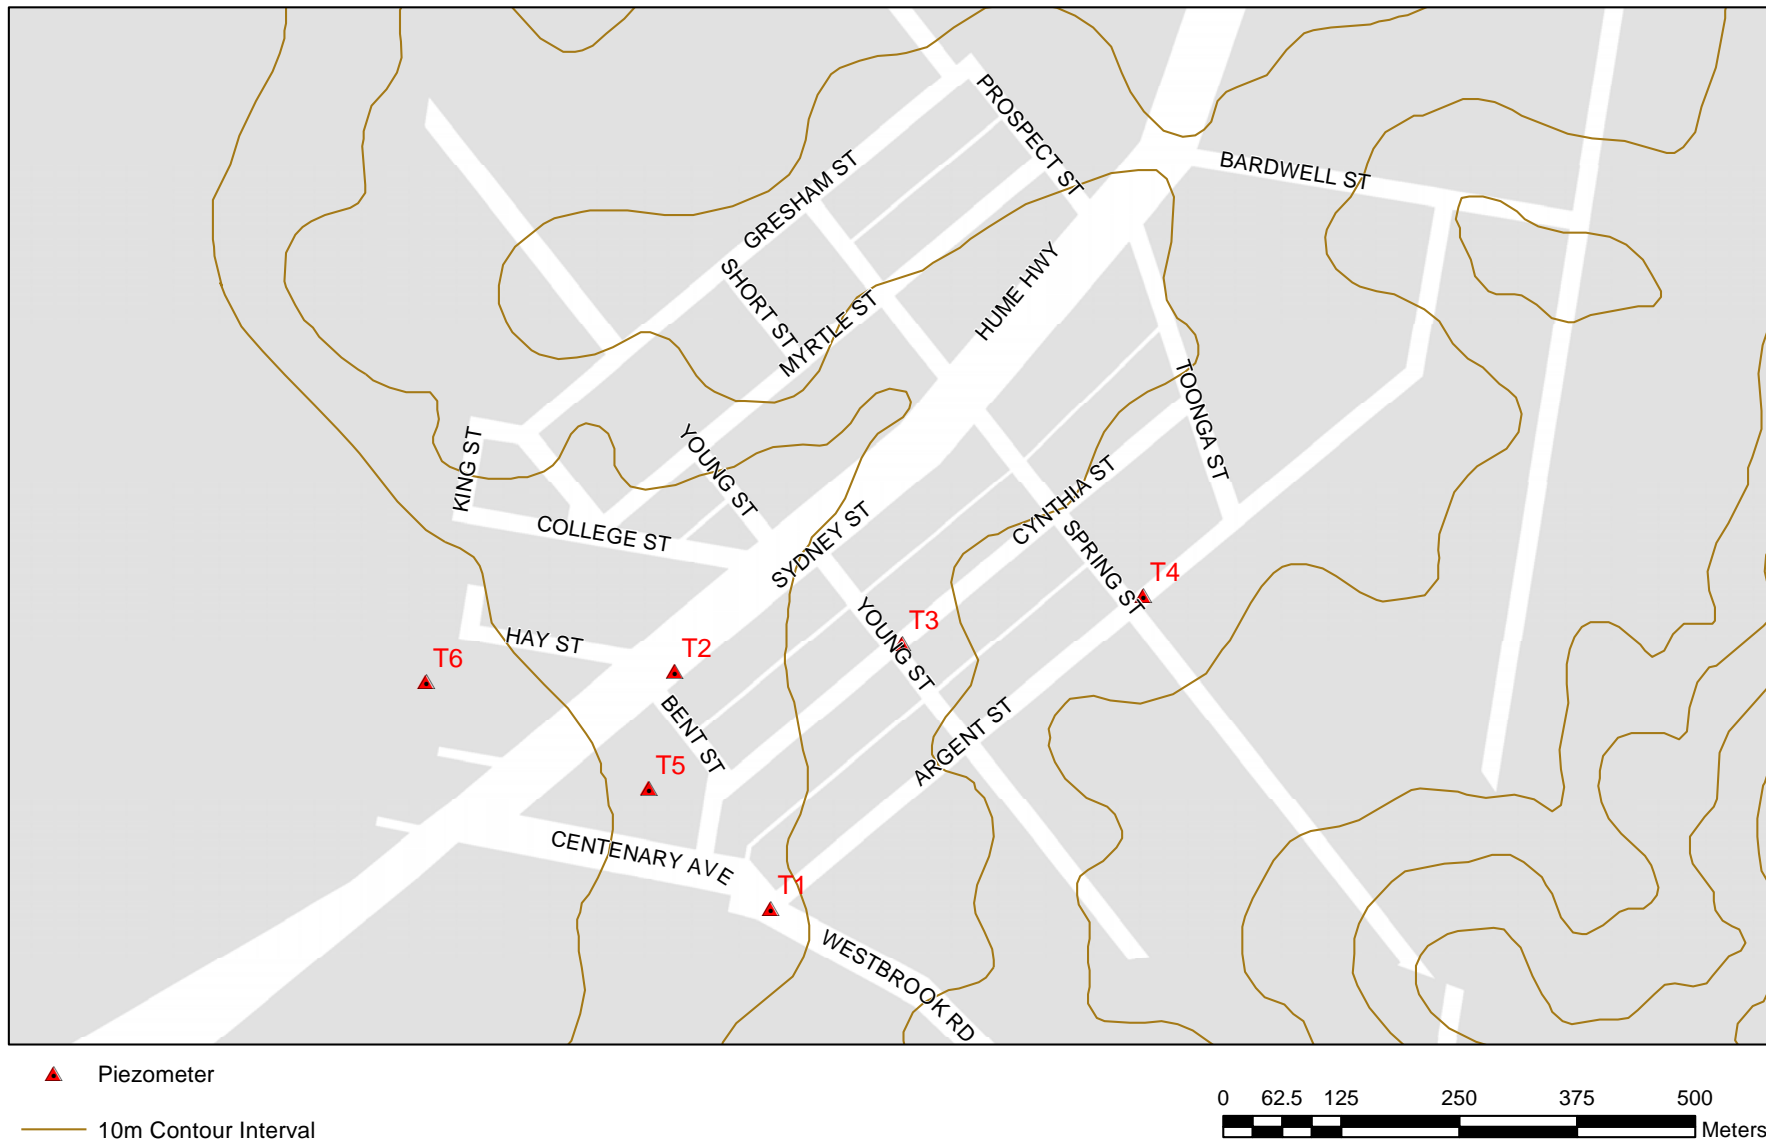 PROSPECT ST
BARDWELL ST
GRESHAM ST
SHORT ST
MYRTLE ST
HUME HWY
TOONGA ST
KING ST
YOUNG ST
COLLEGE ST
SYDNEY ST
CYNTHIA ST
SPRING ST
T4
HAY ST
T6
T2
YOUNG ST
T3
BENT ST
T5
ARGENT ST
CENTENARY AVE
T1
WESTBROOK RD
Piezometer
10m Contour Interval
0 62.5 125 250 375 500
Meters